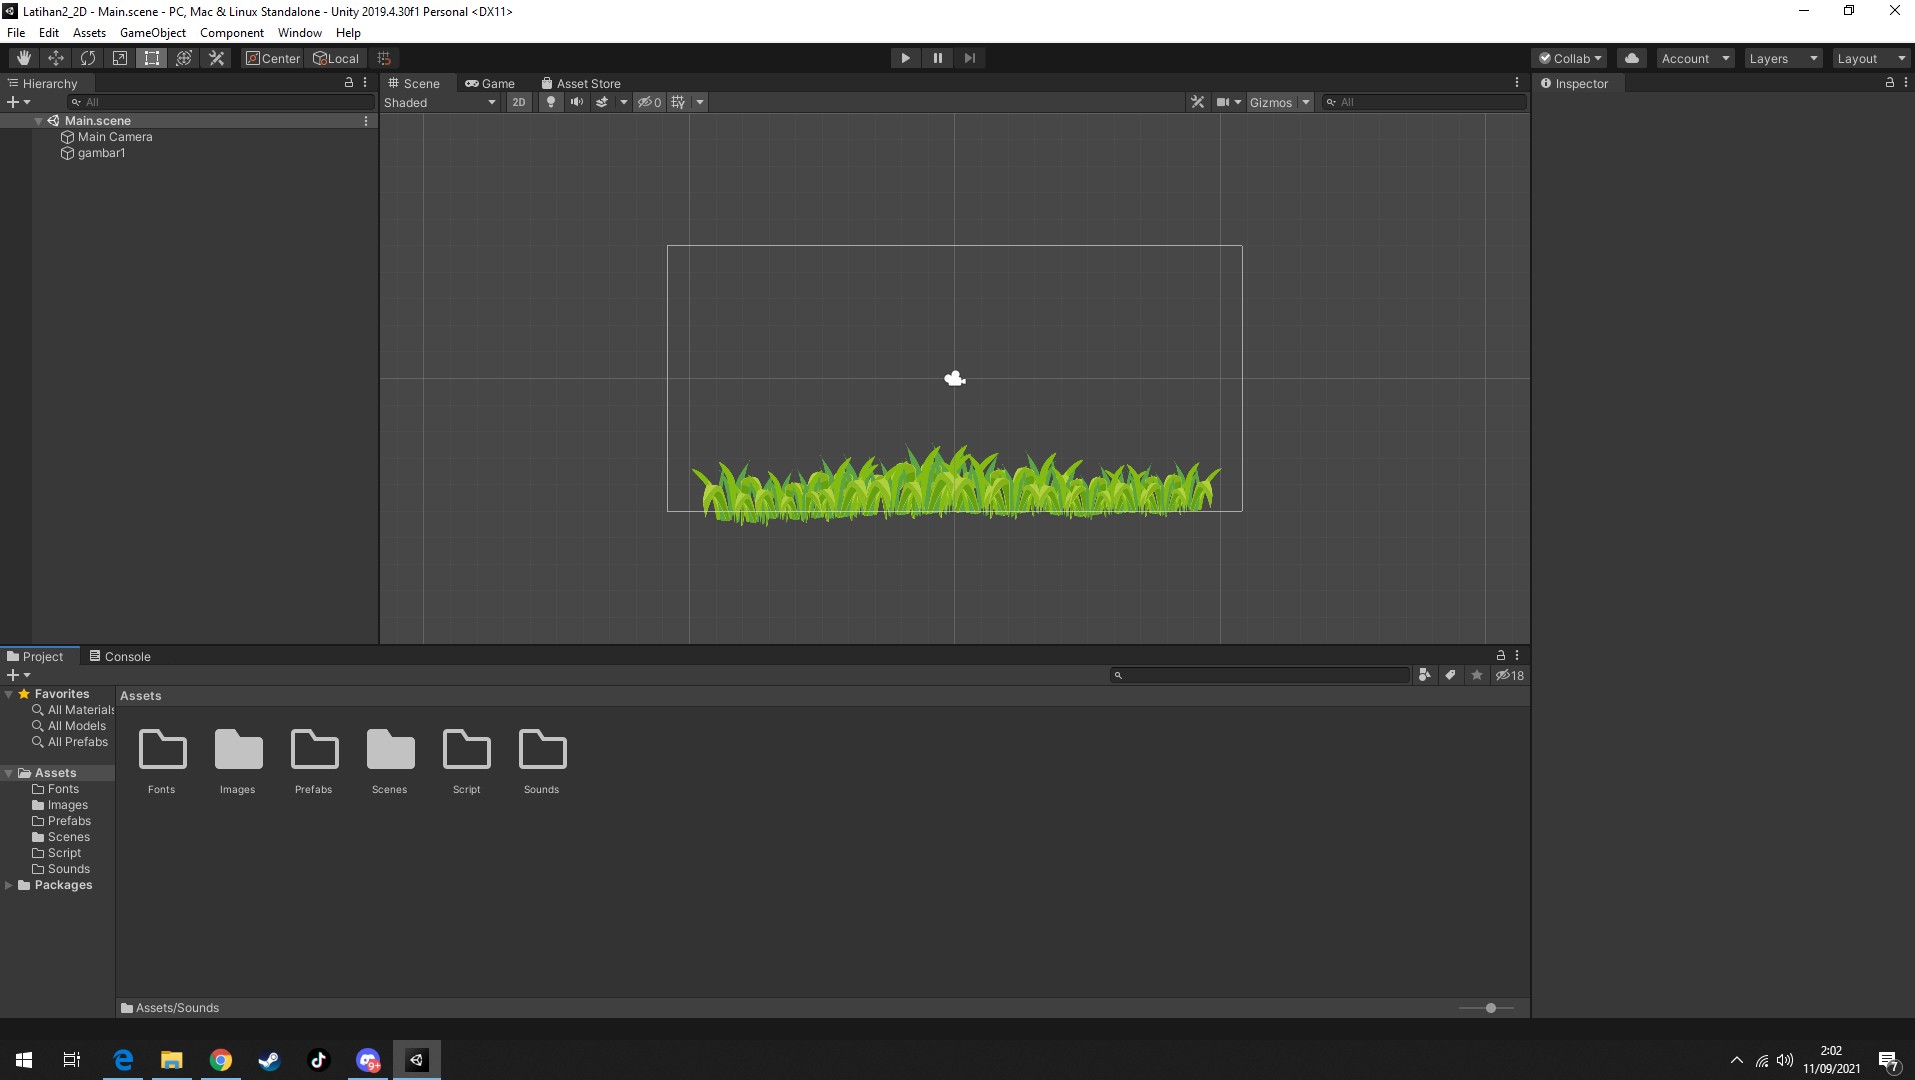 Latihan2_2D - Main.scene - PC, Mac & Linux Standalone - Unity 2019.4.30f1 Personal <DX11>
File Edit Assets GameObject Component Window Help
Center Local Collab Account Layers Layout
Hierarchy
All
Main.scene
Main Camera
gambar1
Scene Game Asset Store
Shaded 2D 0 Gizmos All
Inspector
Project Console
18
Favorites
All Materials
All Models
All Prefabs
Assets
Fonts
Images
Prefabs
Scenes
Script
Sounds
Packages
Assets
Fonts Images Prefabs Scenes Script Sounds
Assets/Sounds
9+
2:02
11/09/2021
7